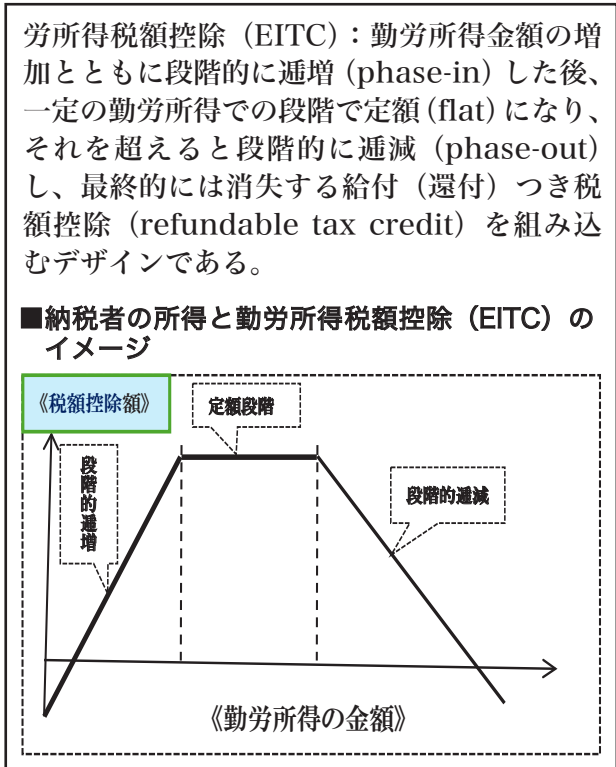 労所得税額控除（EITC）：勤労所得金額の増
加とともに段階的に逓増（phase-in）した後、
一定の勤労所得での段階で定額（flat）になり、
それを超えると段階的に逓減（phase-out）
し、最終的には消失する給付（還付）つき税
額控除（refundable tax credit）を組み込
むデザインである。
■納税者の所得と勤労所得税額控除（EITC）の
イメージ
《税額控除額》
定額段階
段階的逓増
段階的逓減
《勤労所得の金額》